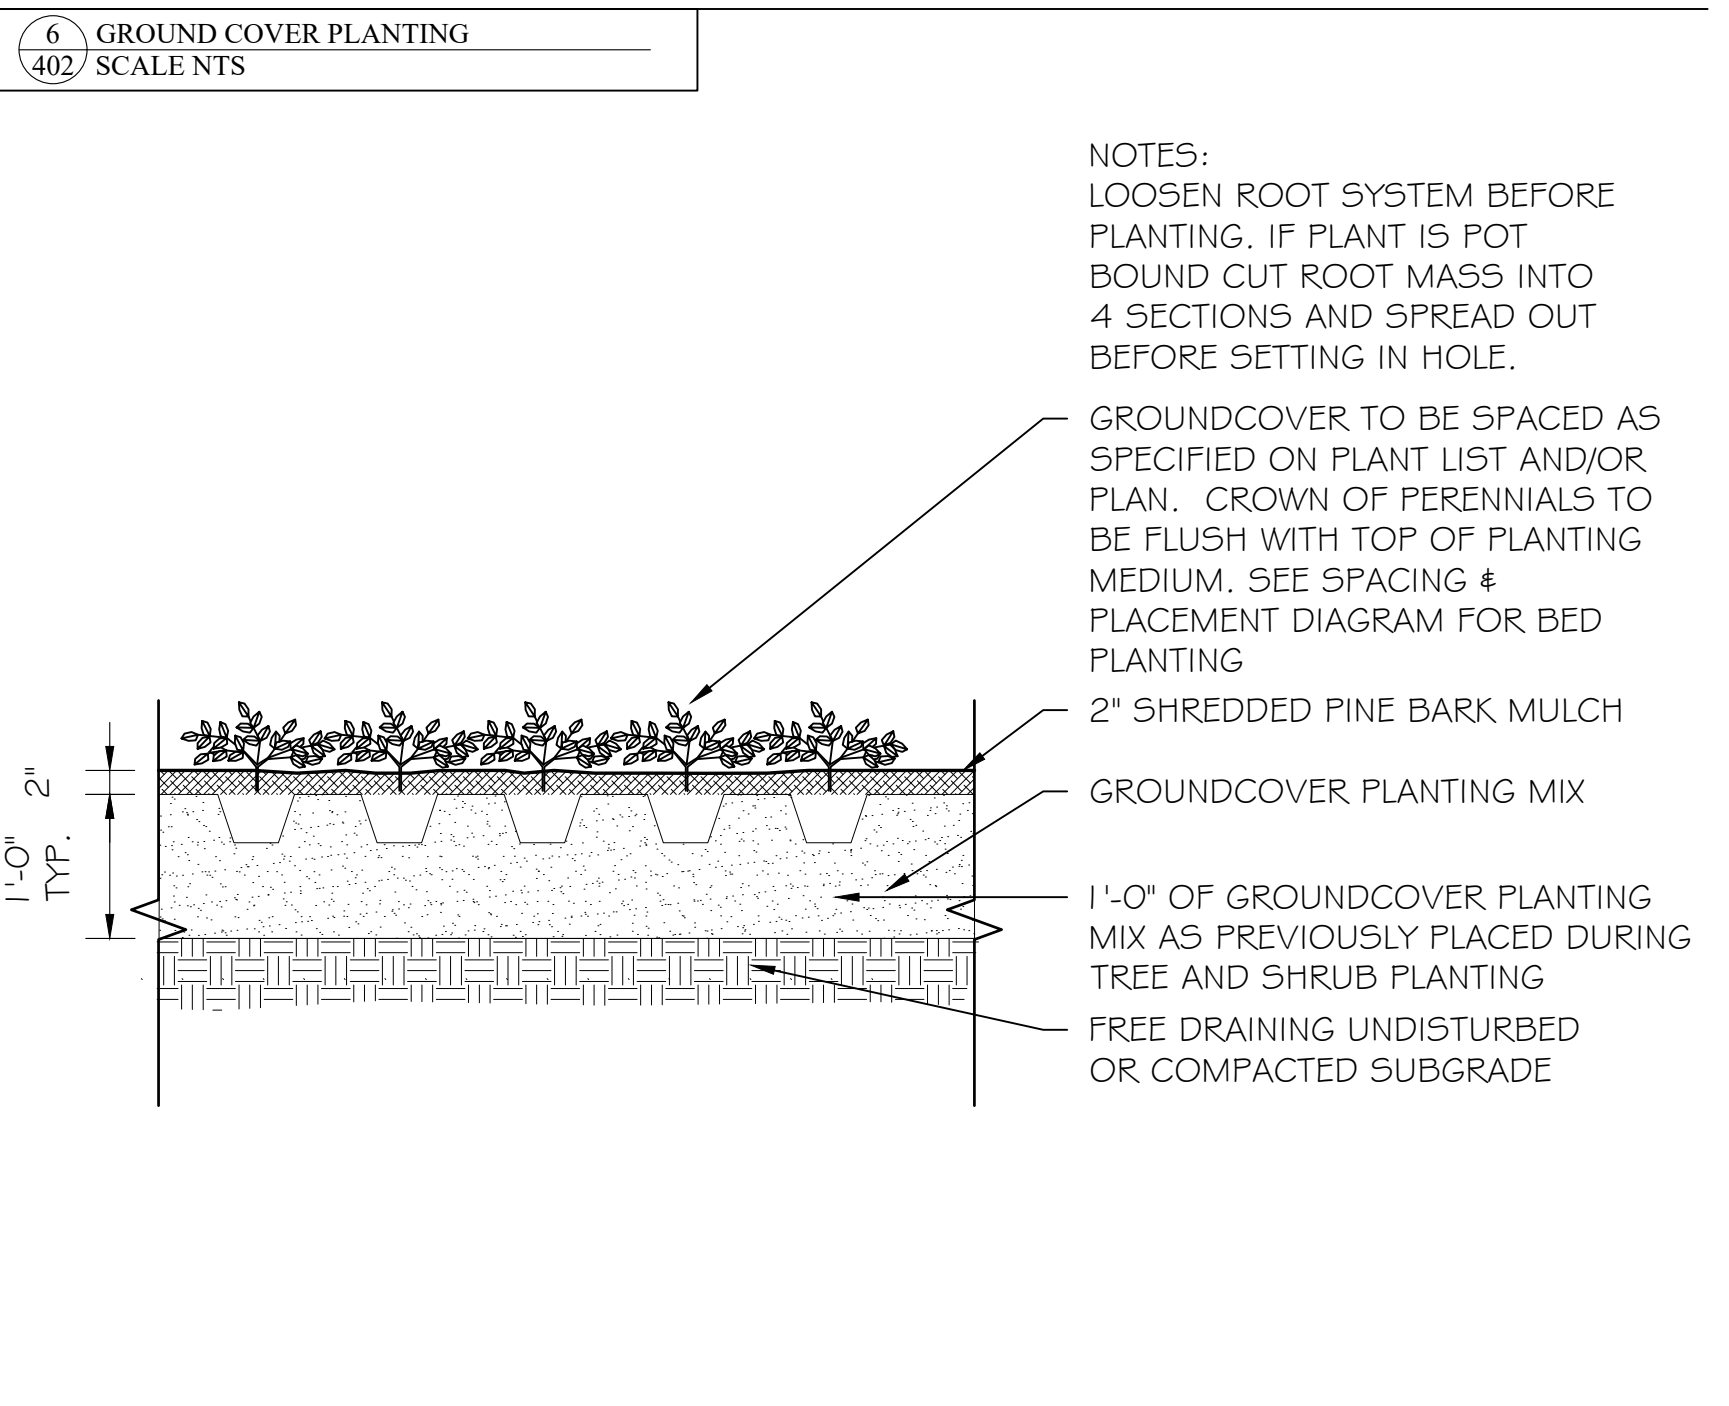 6 GROUND COVER PLANTING
402 SCALE NTS
NOTES:
LOOSEN ROOT SYSTEM BEFORE
PLANTING. IF PLANT IS POT
BOUND CUT ROOT MASS INTO
4 SECTIONS AND SPREAD OUT
BEFORE SETTING IN HOLE.
GROUNDCOVER TO BE SPACED AS
SPECIFIED ON PLANT LIST AND/OR
PLAN.  CROWN OF PERENNIALS TO
BE FLUSH WITH TOP OF PLANTING
MEDIUM. SEE SPACING &
PLACEMENT DIAGRAM FOR BED
PLANTING
2" SHREDDED PINE BARK MULCH
GROUNDCOVER PLANTING MIX
1'-0" OF GROUNDCOVER PLANTING
MIX AS PREVIOUSLY PLACED DURING
TREE AND SHRUB PLANTING
FREE DRAINING UNDISTURBED
OR COMPACTED SUBGRADE
2"
1'-0"
TYP.